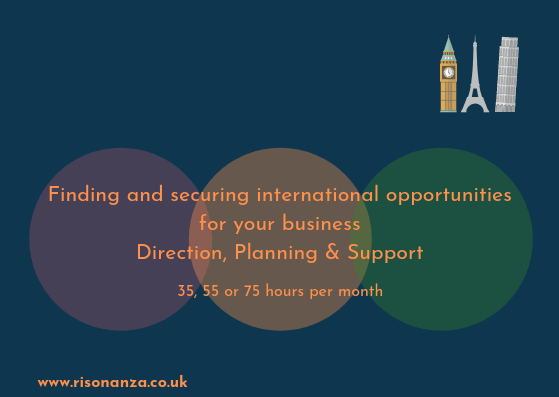 Finding and securing international opportunities
for your business
Direction, Planning & Support
35, 55 or 75 hours per month
www.risonanza.co.uk